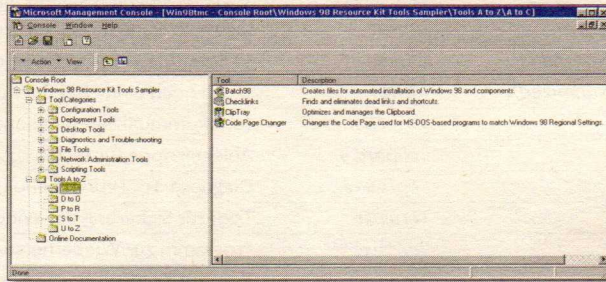 Microsoft Management Console - [Win98tmc - Console Root\Windows 98 Resource Kit Tools Sampler\Tools A to Z\A to C]
Console Window Help
Action View
Console Root
Windows 98 Resource Kit Tools Sampler
Tool Categories
Configuration Tools
Deployment Tools
Desktop Tools
Diagnostics and Trouble-shooting
File Tools
Network Administration Tools
Scripting Tools
Tools A to Z
A to C
D to O
P to R
S to T
U to Z
Online Documentation
Tool Description
Batch98 Creates files for automated installation of Windows 98 and components.
Checklinks Finds and eliminates dead links and shortcuts.
ClipTray Optimizes and manages the Clipboard.
Code Page Changer Changes the Code Page used for MS-DOS-based programs to match Windows 98 Regional Settings.
Done